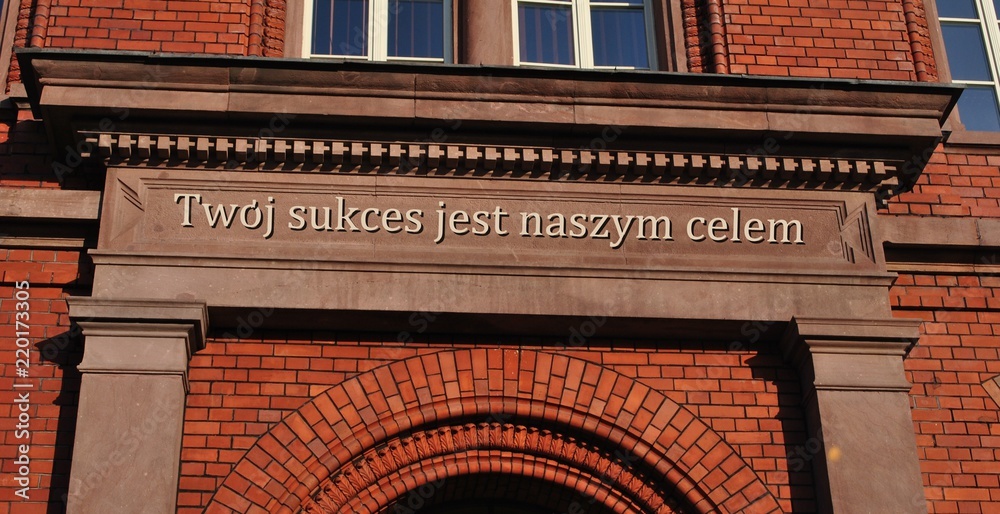 Twój sukces jest naszym celem
Adobe Stock | #220173305